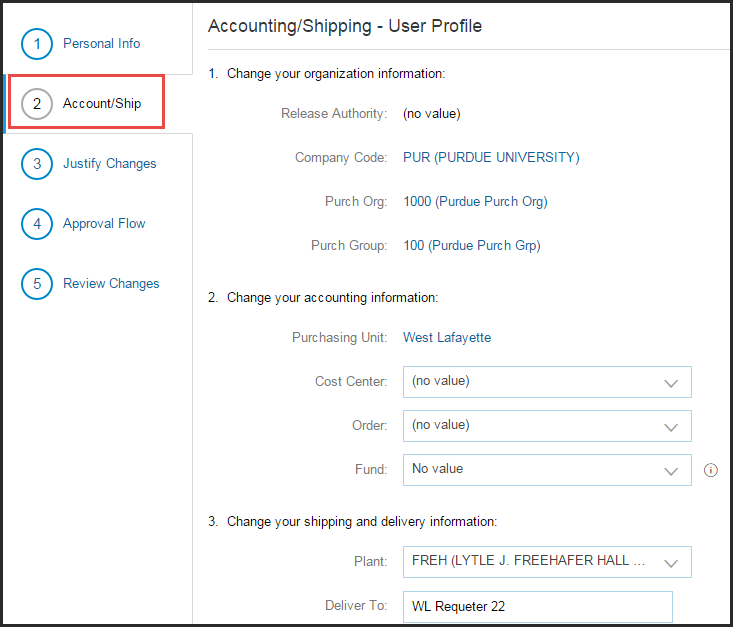 1 Personal Info
2 Account/Ship
3 Justify Changes
4 Approval Flow
5 Review Changes
Accounting/Shipping - User Profile
1. Change your organization information:
Release Authority: (no value)
Company Code: PUR (PURDUE UNIVERSITY)
Purch Org: 1000 (Purdue Purch Org)
Purch Group: 100 (Purdue Purch Grp)
2. Change your accounting information:
Purchasing Unit: West Lafayette
Cost Center: (no value)
Order: (no value)
Fund: No value
3. Change your shipping and delivery information:
Plant: FREH (LYTLE J. FREEHAFER HALL ...
Deliver To: WL Requeter 22